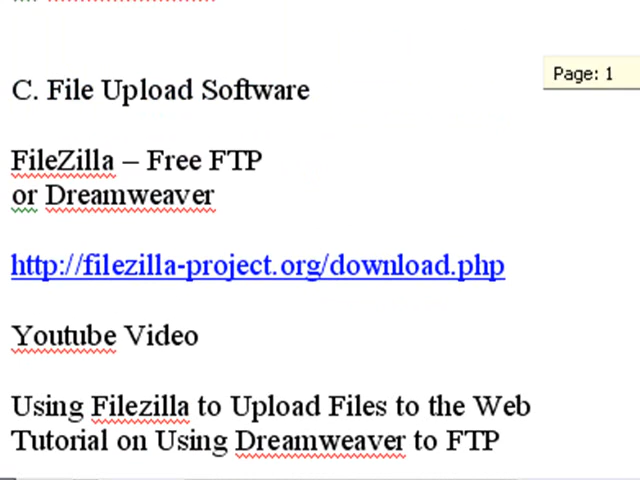 C. File Upload Software
Page: 1
FileZilla – Free FTP
or Dreamweaver
http://filezilla-project.org/download.php
Youtube Video
Using Filezilla to Upload Files to the Web
Tutorial on Using Dreamweaver to FTP